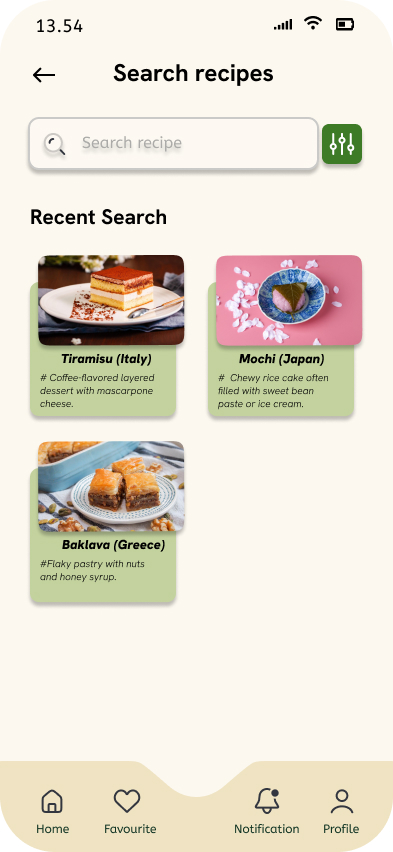 13.54
Search recipes
Search recipe
Recent Search
Tiramisu (Italy)
# Coffee-flavored layered
dessert with mascarpone
cheese.
Mochi (Japan)
# Chewy rice cake often
filled with sweet bean
paste or ice cream.
Baklava (Greece)
#Flaky pastry with nuts
and honey syrup.
Home
Favourite
Notification
Profile